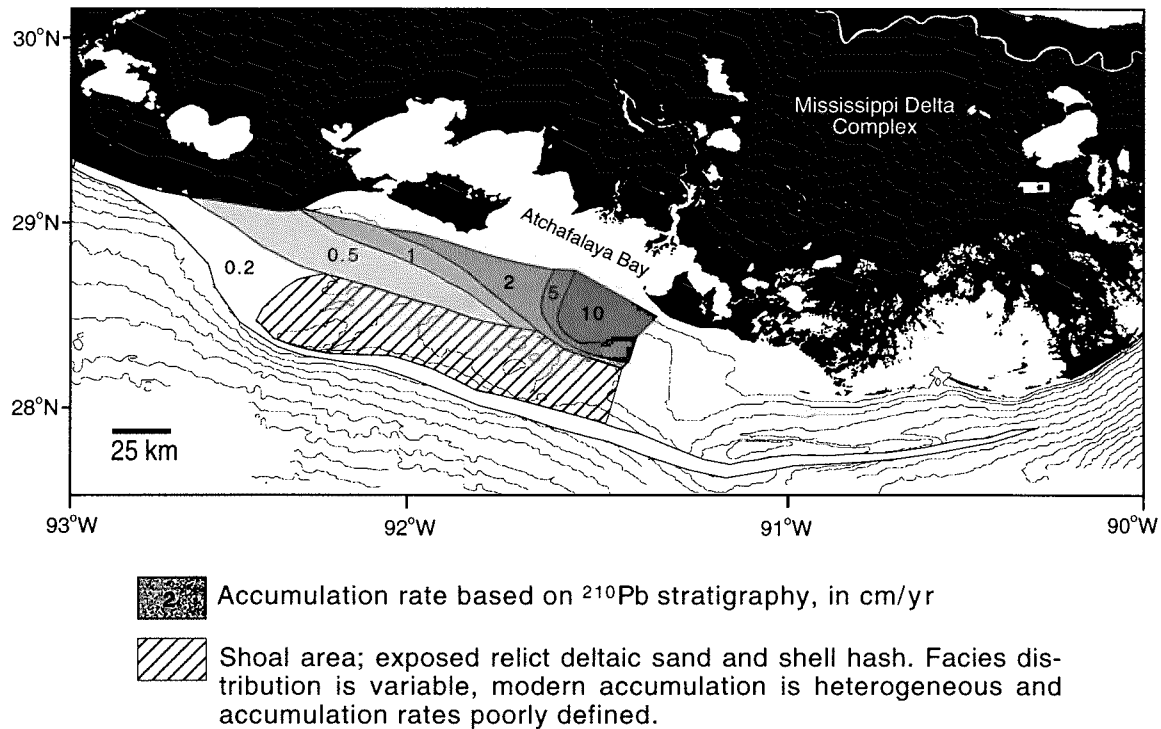 30°N
Mississippi Delta
Complex
29°N
Atchafalaya Bay
0.2
0.5
1
2
5
10
28°N
25 km
93°W
92°W
91°W
90°W
2 Accumulation rate based on ²¹⁰Pb stratigraphy, in cm/yr
Shoal area; exposed relict deltaic sand and shell hash. Facies dis-
tribution is variable, modern accumulation is heterogeneous and
accumulation rates poorly defined.